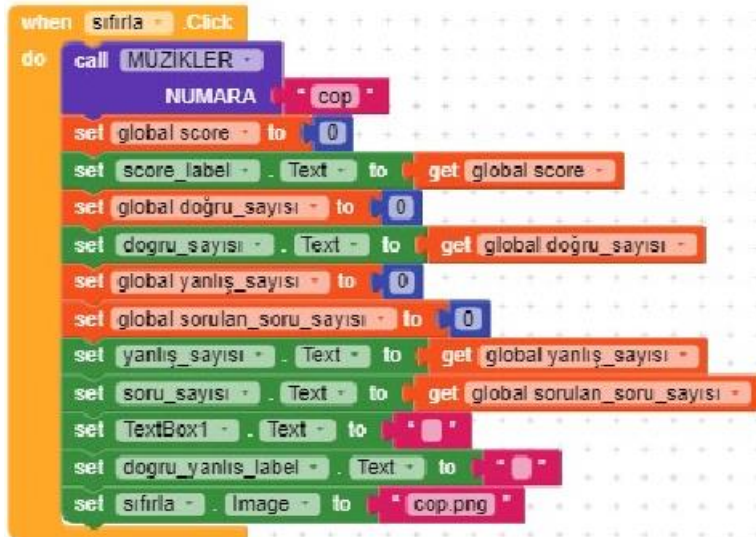 when sıfırla .Click
do call MÜZİKLER
NUMARA " cop "
set global score to 0
set score_label . Text to get global score
set global doğru_sayısı to 0
set dogru_sayısı . Text to get global doğru_sayısı
set global yanlış_sayısı to 0
set global sorulan_soru_sayısı to 0
set yanlış_sayısı . Text to get global yanlış_sayısı
set soru_sayısı . Text to get global sorulan_soru_sayısı
set TextBox1 . Text to " "
set dogru_yanlıs_label . Text to " "
set sıfırla . Image to " cop.png "